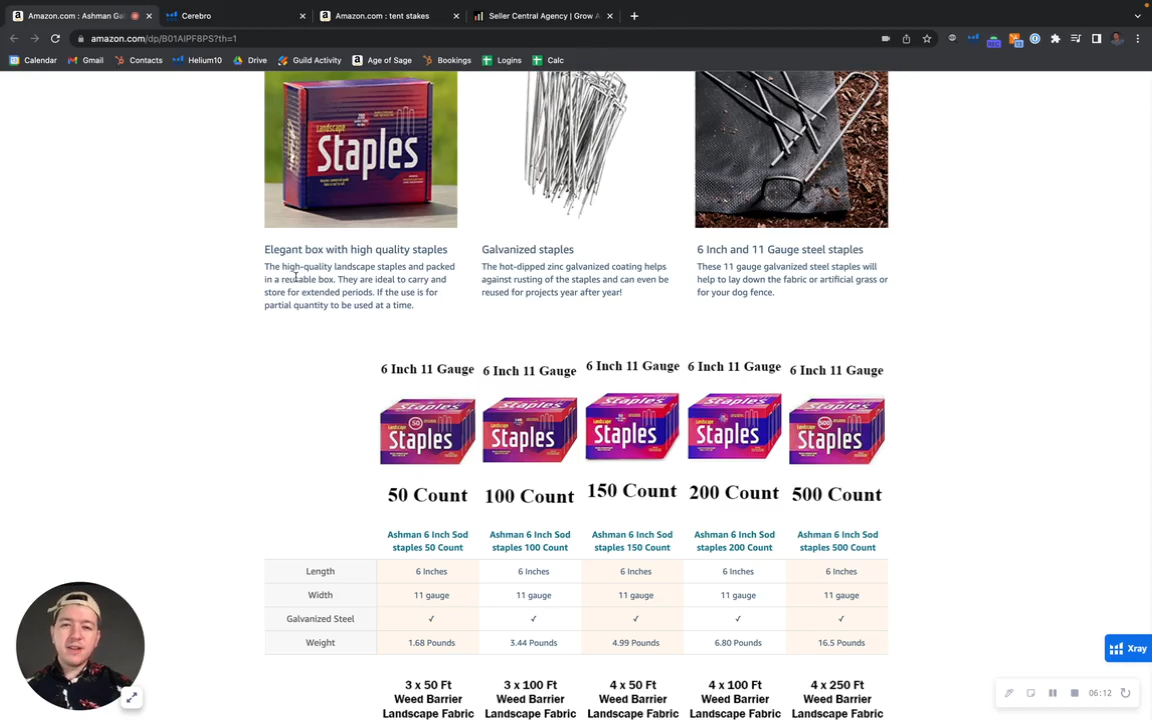 Amazon.com : Ashman Ga
Cerebro
Amazon.com : tent stakes
Seller Central Agency | Grow A
amazon.com/dp/B01AIPF8PS?th=1
Calendar
Gmail
Contacts
Helium10
Drive
Guild Activity
Age of Sage
Bookings
Logins
Calc
Landscape
Staples
Elegant box with high quality staples
The high-quality landscape staples and packed
in a reusable box. They are ideal to carry and
store for extended periods. If the use is for
partial quantity to be used at a time.
Galvanized staples
The hot-dipped zinc galvanized coating helps
against rusting of the staples and can even be
reused for projects year after year!
6 Inch and 11 Gauge steel staples
These 11 gauge galvanized steel staples will
help to lay down the fabric or artificial grass or
for your dog fence.
6 Inch 11 Gauge
6 Inch 11 Gauge
6 Inch 11 Gauge
6 Inch 11 Gauge
6 Inch 11 Gauge
50
Staples
Staples
Staples
Staples
500
Staples
50 Count
100 Count
150 Count
200 Count
500 Count
Ashman 6 Inch Sod
staples 50 Count
Ashman 6 Inch Sod
staples 100 Count
Ashman 6 Inch Sod
staples 150 Count
Ashman 6 Inch Sod
staples 200 Count
Ashman 6 Inch Sod
staples 500 Count
Length 6 Inches 6 Inches 6 Inches 6 Inches 6 Inches
Width 11 gauge 11 gauge 11 gauge 11 gauge 11 gauge
Galvanized Steel ✓ ✓ ✓ ✓ ✓
Weight 1.68 Pounds 3.44 Pounds 4.99 Pounds 6.80 Pounds 16.5 Pounds
3 x 50 Ft
Weed Barrier
Landscape Fabric
3 x 100 Ft
Weed Barrier
Landscape Fabric
4 x 50 Ft
Weed Barrier
Landscape Fabric
4 x 100 Ft
Weed Barrier
Landscape Fabric
4 x 250 Ft
Weed Barrier
Landscape Fabric
Xray
06:12